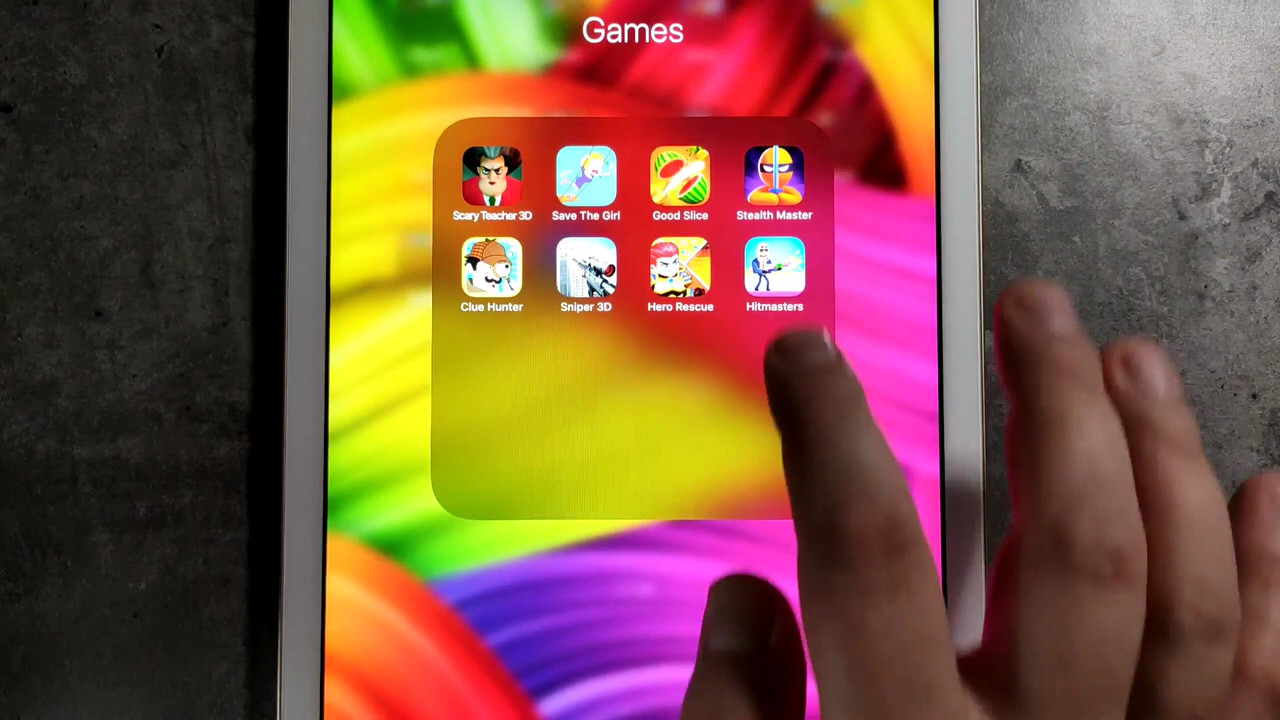 Games
Scary Teacher 3D Save The Girl Good Slice Stealth Master
Clue Hunter Sniper 3D Hero Rescue Hitmasters